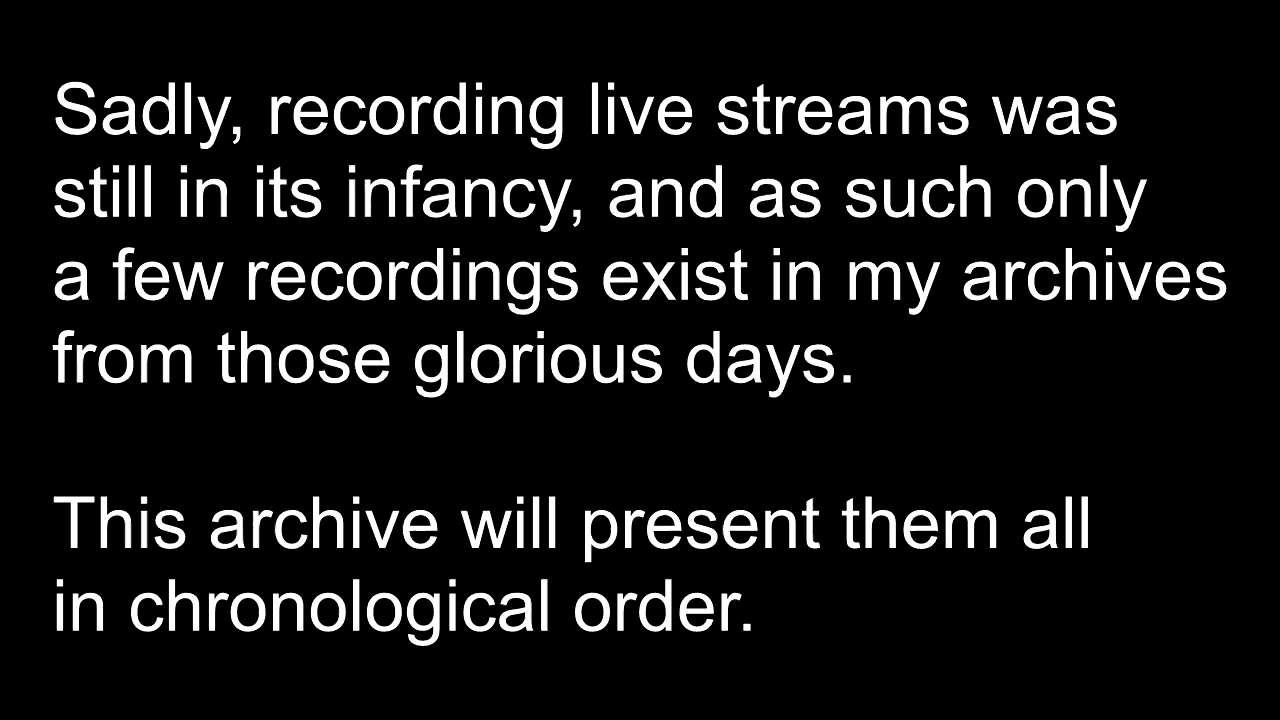 Sadly, recording live streams was
still in its infancy, and as such only
a few recordings exist in my archives
from those glorious days.
This archive will present them all
in chronological order.